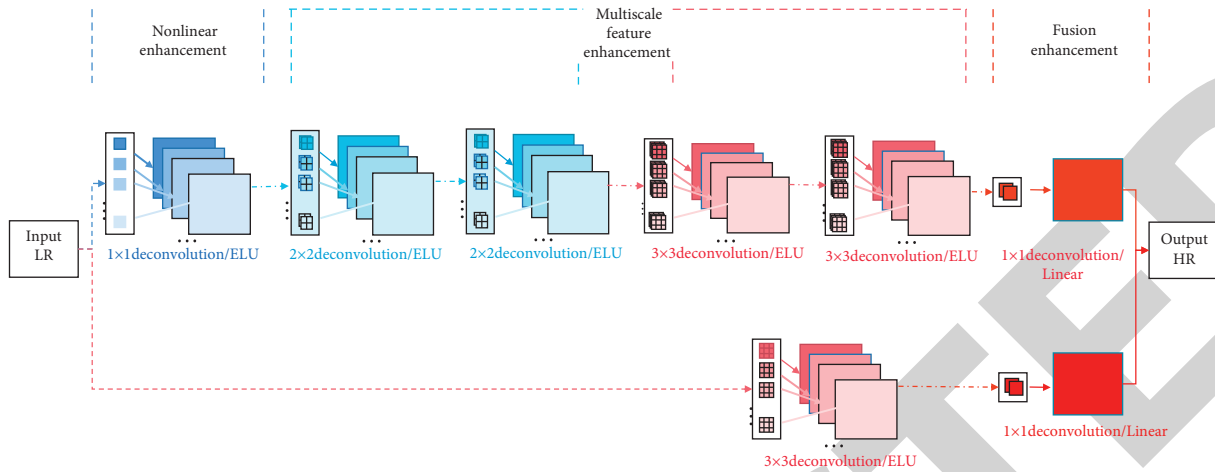 Nonlinear
enhancement
Multiscale
feature
enhancement
Fusion
enhancement
Input
LR
1×1deconvolution/ELU
2×2deconvolution/ELU
2×2deconvolution/ELU
3×3deconvolution/ELU
3×3deconvolution/ELU
1×1deconvolution/
Linear
Output
HR
3×3deconvolution/ELU
1×1deconvolution/Linear